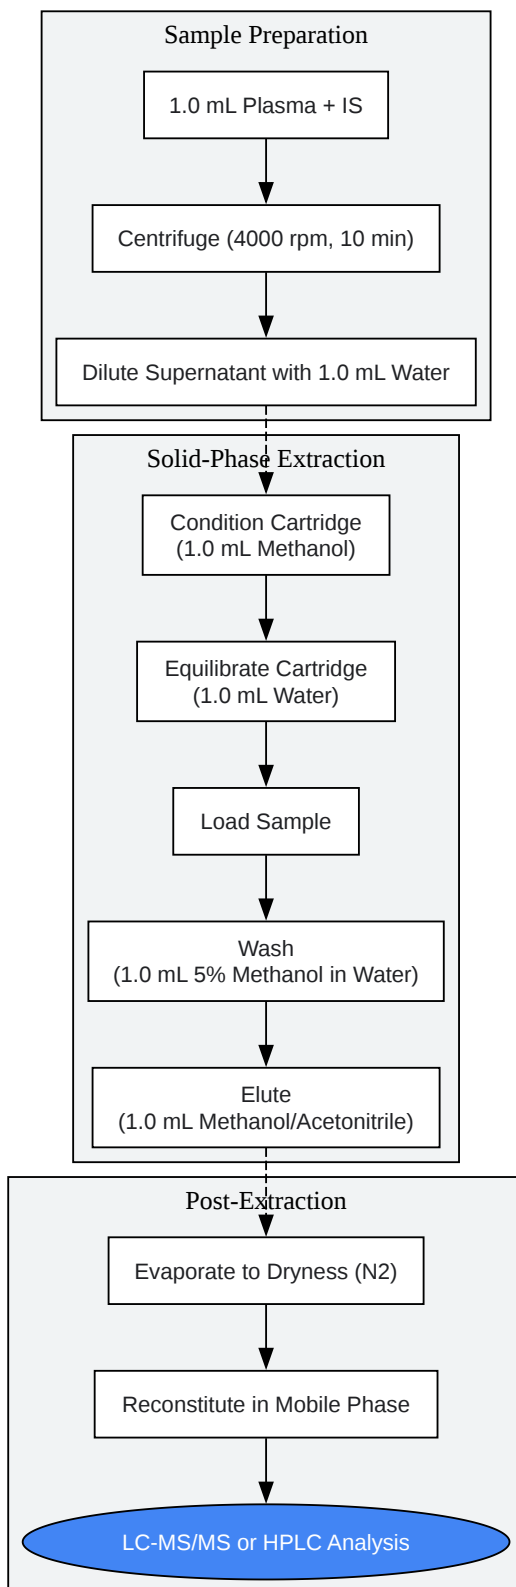 Sample Preparation
1.0 mL Plasma + IS
Centrifuge (4000 rpm, 10 min)
Dilute Supernatant with 1.0 mL Water
Solid-Phase Extraction
Condition Cartridge
(1.0 mL Methanol)
Equilibrate Cartridge
(1.0 mL Water)
Load Sample
Wash
(1.0 mL 5% Methanol in Water)
Elute
(1.0 mL Methanol/Acetonitrile)
Post-Extraction
Evaporate to Dryness (N2)
Reconstitute in Mobile Phase
LC-MS/MS or HPLC Analysis